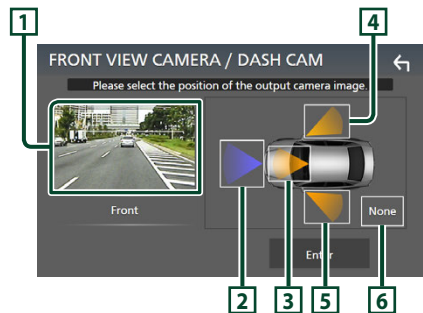 1
4
FRONT VIEW CAMERA / DASH CAM
Please select the position of the output camera image.
Front
None
Enter
2
3
5
6